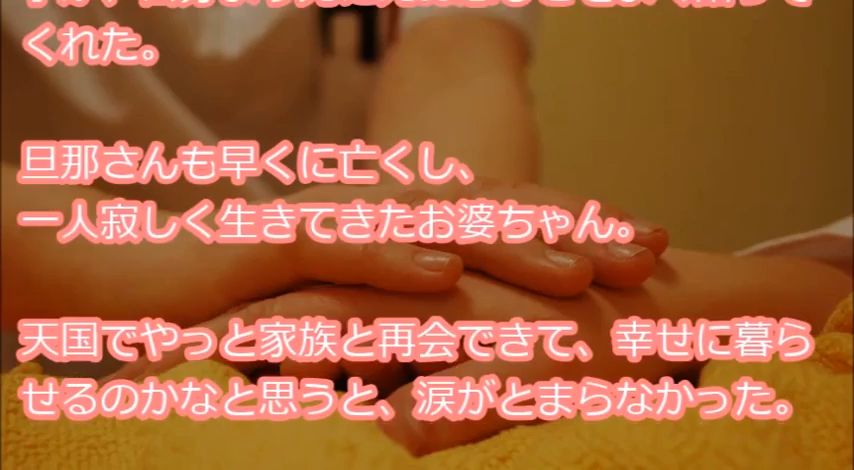 くれた。
旦那さんも早くに亡くし、
一人寂しく生きてきたお婆ちゃん。
天国でやっと家族と再会できて、幸せに暮ら
せるのかなと思うと、涙がとまらなかった。